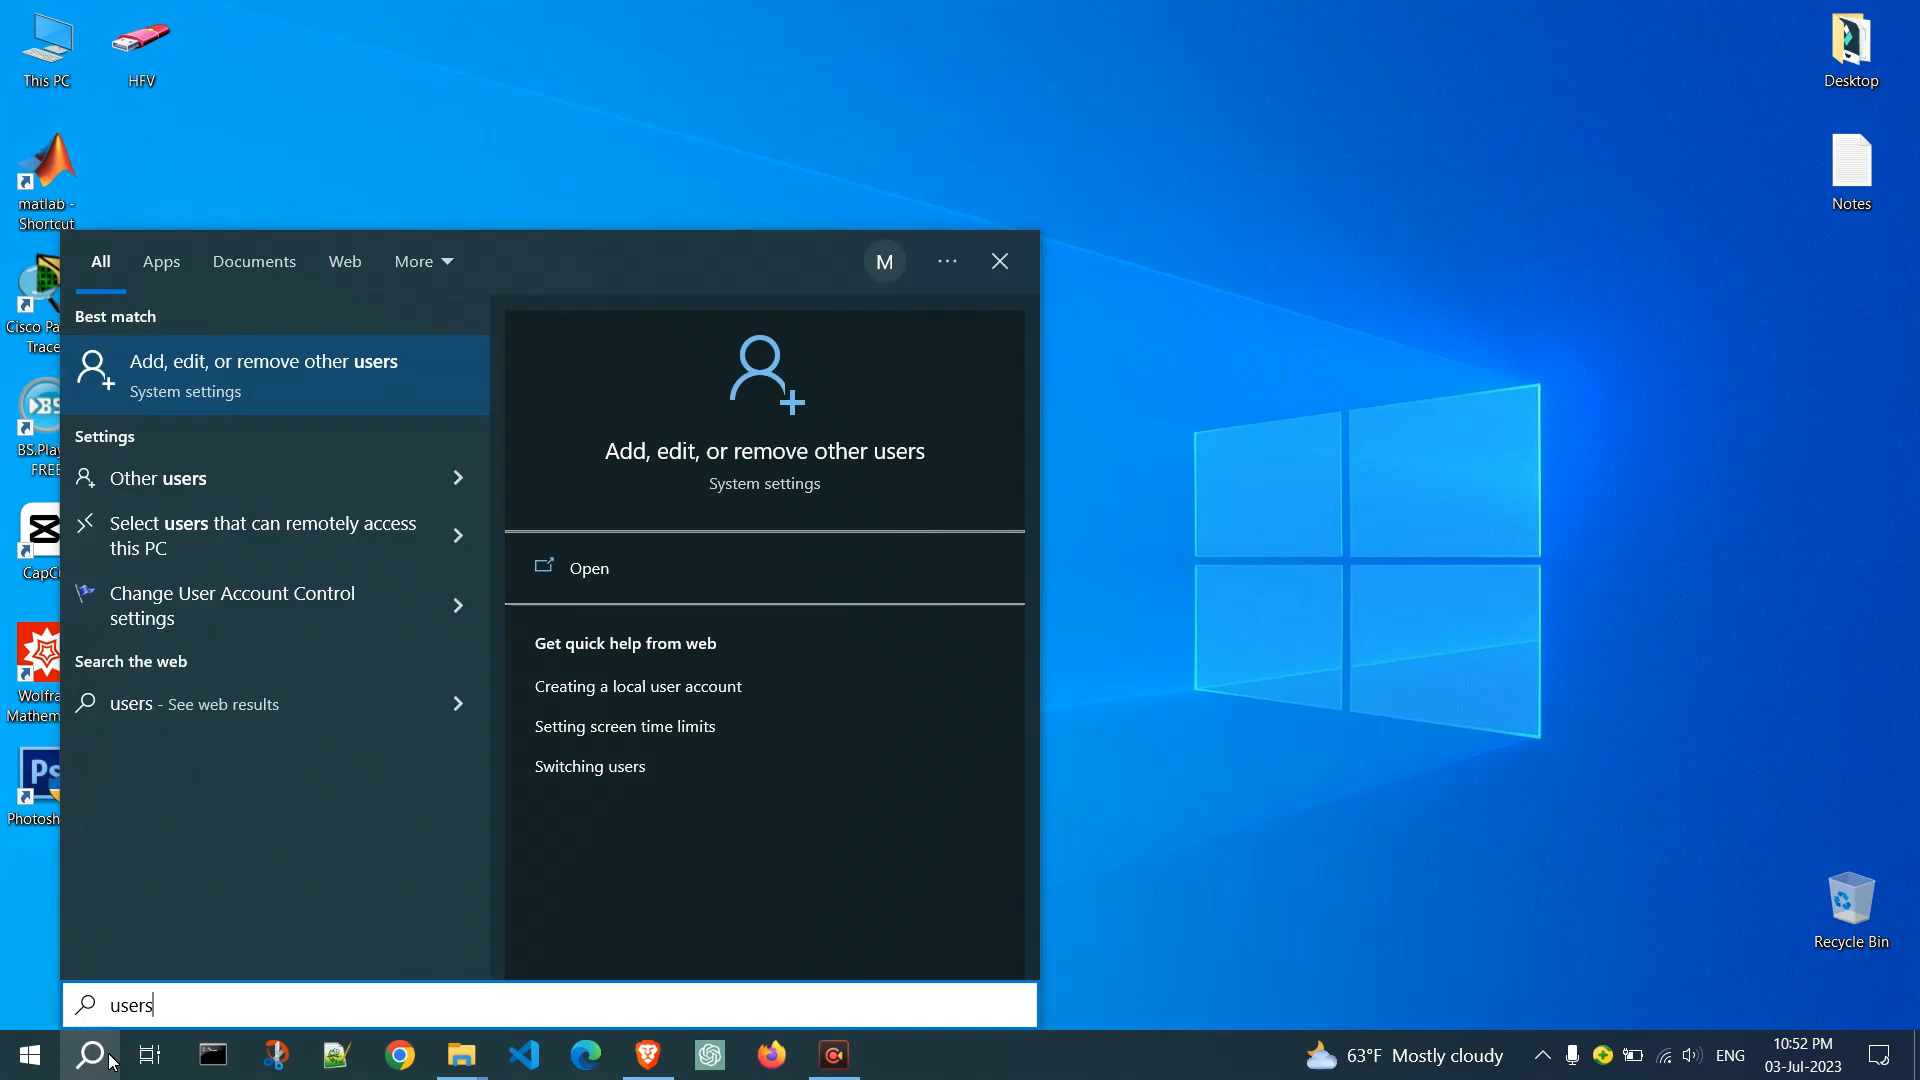 This PC
HFV
matlab -
Shortcut
Cisco Pa
Trace
BS.Play
FREE
CapCu
Wolfra
Mathem
Ps
Photosh
Desktop
Notes
Recycle Bin
All
Apps
Documents
Web
More
M
Best match
Add, edit, or remove other users
System settings
Settings
Other users
Select users that can remotely access
this PC
Change User Account Control
settings
Search the web
users - See web results
Add, edit, or remove other users
System settings
Open
Get quick help from web
Creating a local user account
Setting screen time limits
Switching users
users
63°F Mostly cloudy
ENG
10:52 PM
03-Jul-2023